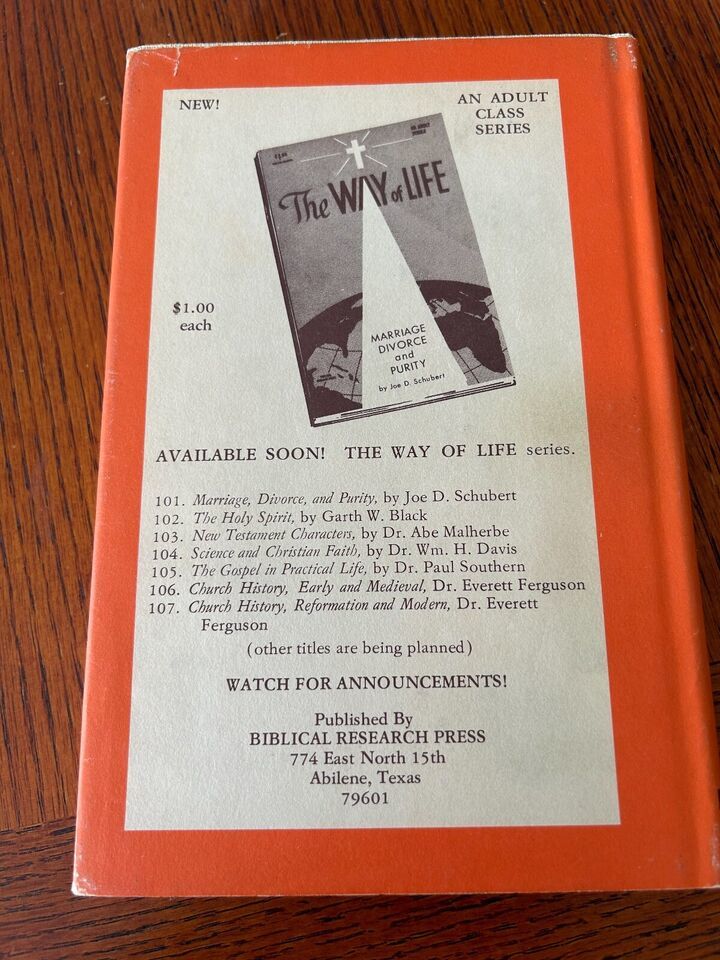 NEW!
AN ADULT
CLASS
SERIES
The WAY of LIFE
$1.00
each
MARRIAGE
DIVORCE
and
PURITY
by Joe D. Schubert
AVAILABLE SOON! THE WAY OF LIFE series.
101. Marriage, Divorce, and Purity, by Joe D. Schubert
102. The Holy Spirit, by Garth W. Black
103. New Testament Characters, by Dr. Abe Malherbe
104. Science and Christian Faith, by Dr. Wm. H. Davis
105. The Gospel in Practical Life, by Dr. Paul Southern
106. Church History, Early and Medieval, Dr. Everett Ferguson
107. Church History, Reformation and Modern, Dr. Everett
Ferguson
(other titles are being planned)
WATCH FOR ANNOUNCEMENTS!
Published By
BIBLICAL RESEARCH PRESS
774 East North 15th
Abilene, Texas
79601